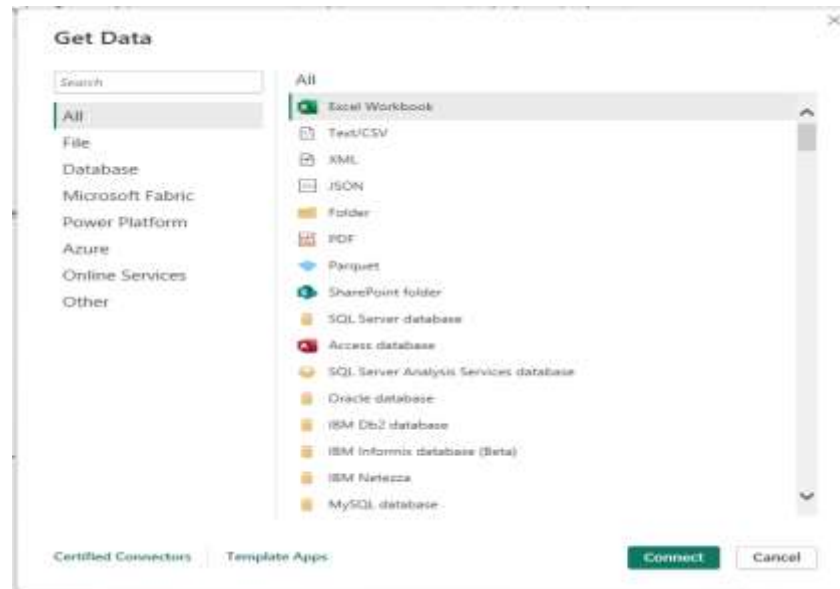 Get Data
Search
All
File
Database
Microsoft Fabric
Power Platform
Azure
Online Services
Other
All
Excel Workbook
Text/CSV
XML
JSON
Folder
PDF
Parquet
SharePoint folder
SQL Server database
Access database
SQL Server Analysis Services database
Oracle database
IBM Db2 database
IBM Informix database (Beta)
IBM Netezza
MySQL database
Certified Connectors
Template Apps
Connect
Cancel